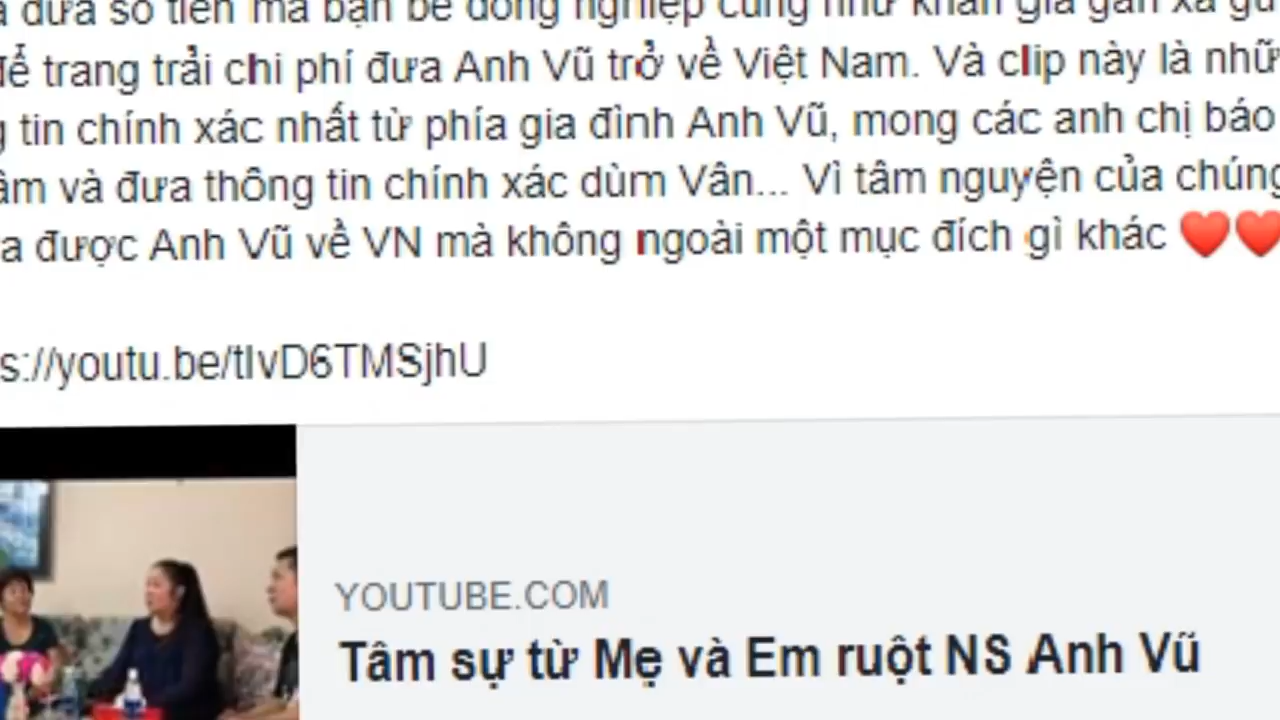 đưa số tiền mà bạn bè đồng nghiệp cũng như khán giả gần xa
để trang trải chi phí đưa Anh Vũ trở về Việt Nam. Và clip này là
tin chính xác nhất từ phía gia đình Anh Vũ, mong các anh chị báo
và đưa thông tin chính xác dùm Vân... Vì tâm nguyện của chúng
được Anh Vũ về VN mà không ngoài một mục đích gì khác ❤️❤️
s://youtu.be/tIvD6TMSjhU
YOUTUBE.COM
Tâm sự từ Mẹ và Em ruột NS Anh Vũ